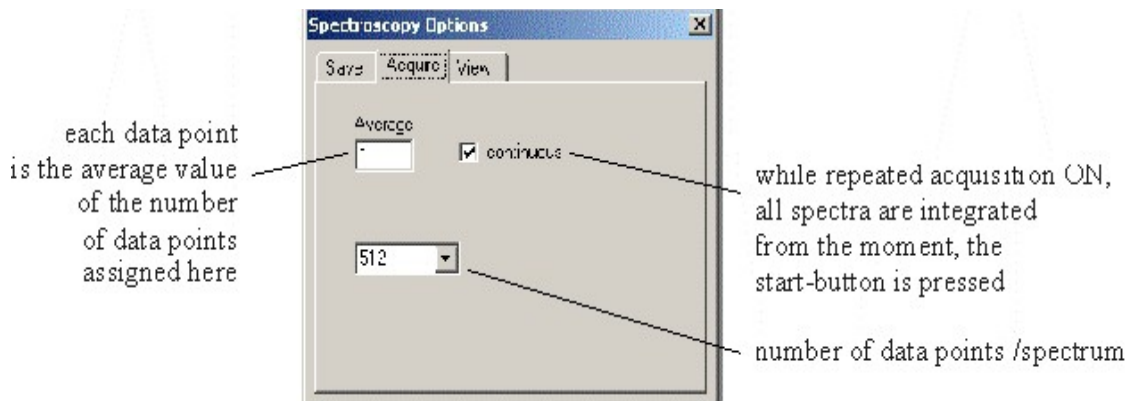 Spectroscopy Options
Save Acquire View
Average
continuous
512
each data point
is the average value
of the number
of data points
assigned here
while repeated acquisition ON,
all spectra are integrated
from the moment, the
start-button is pressed
number of data points /spectrum